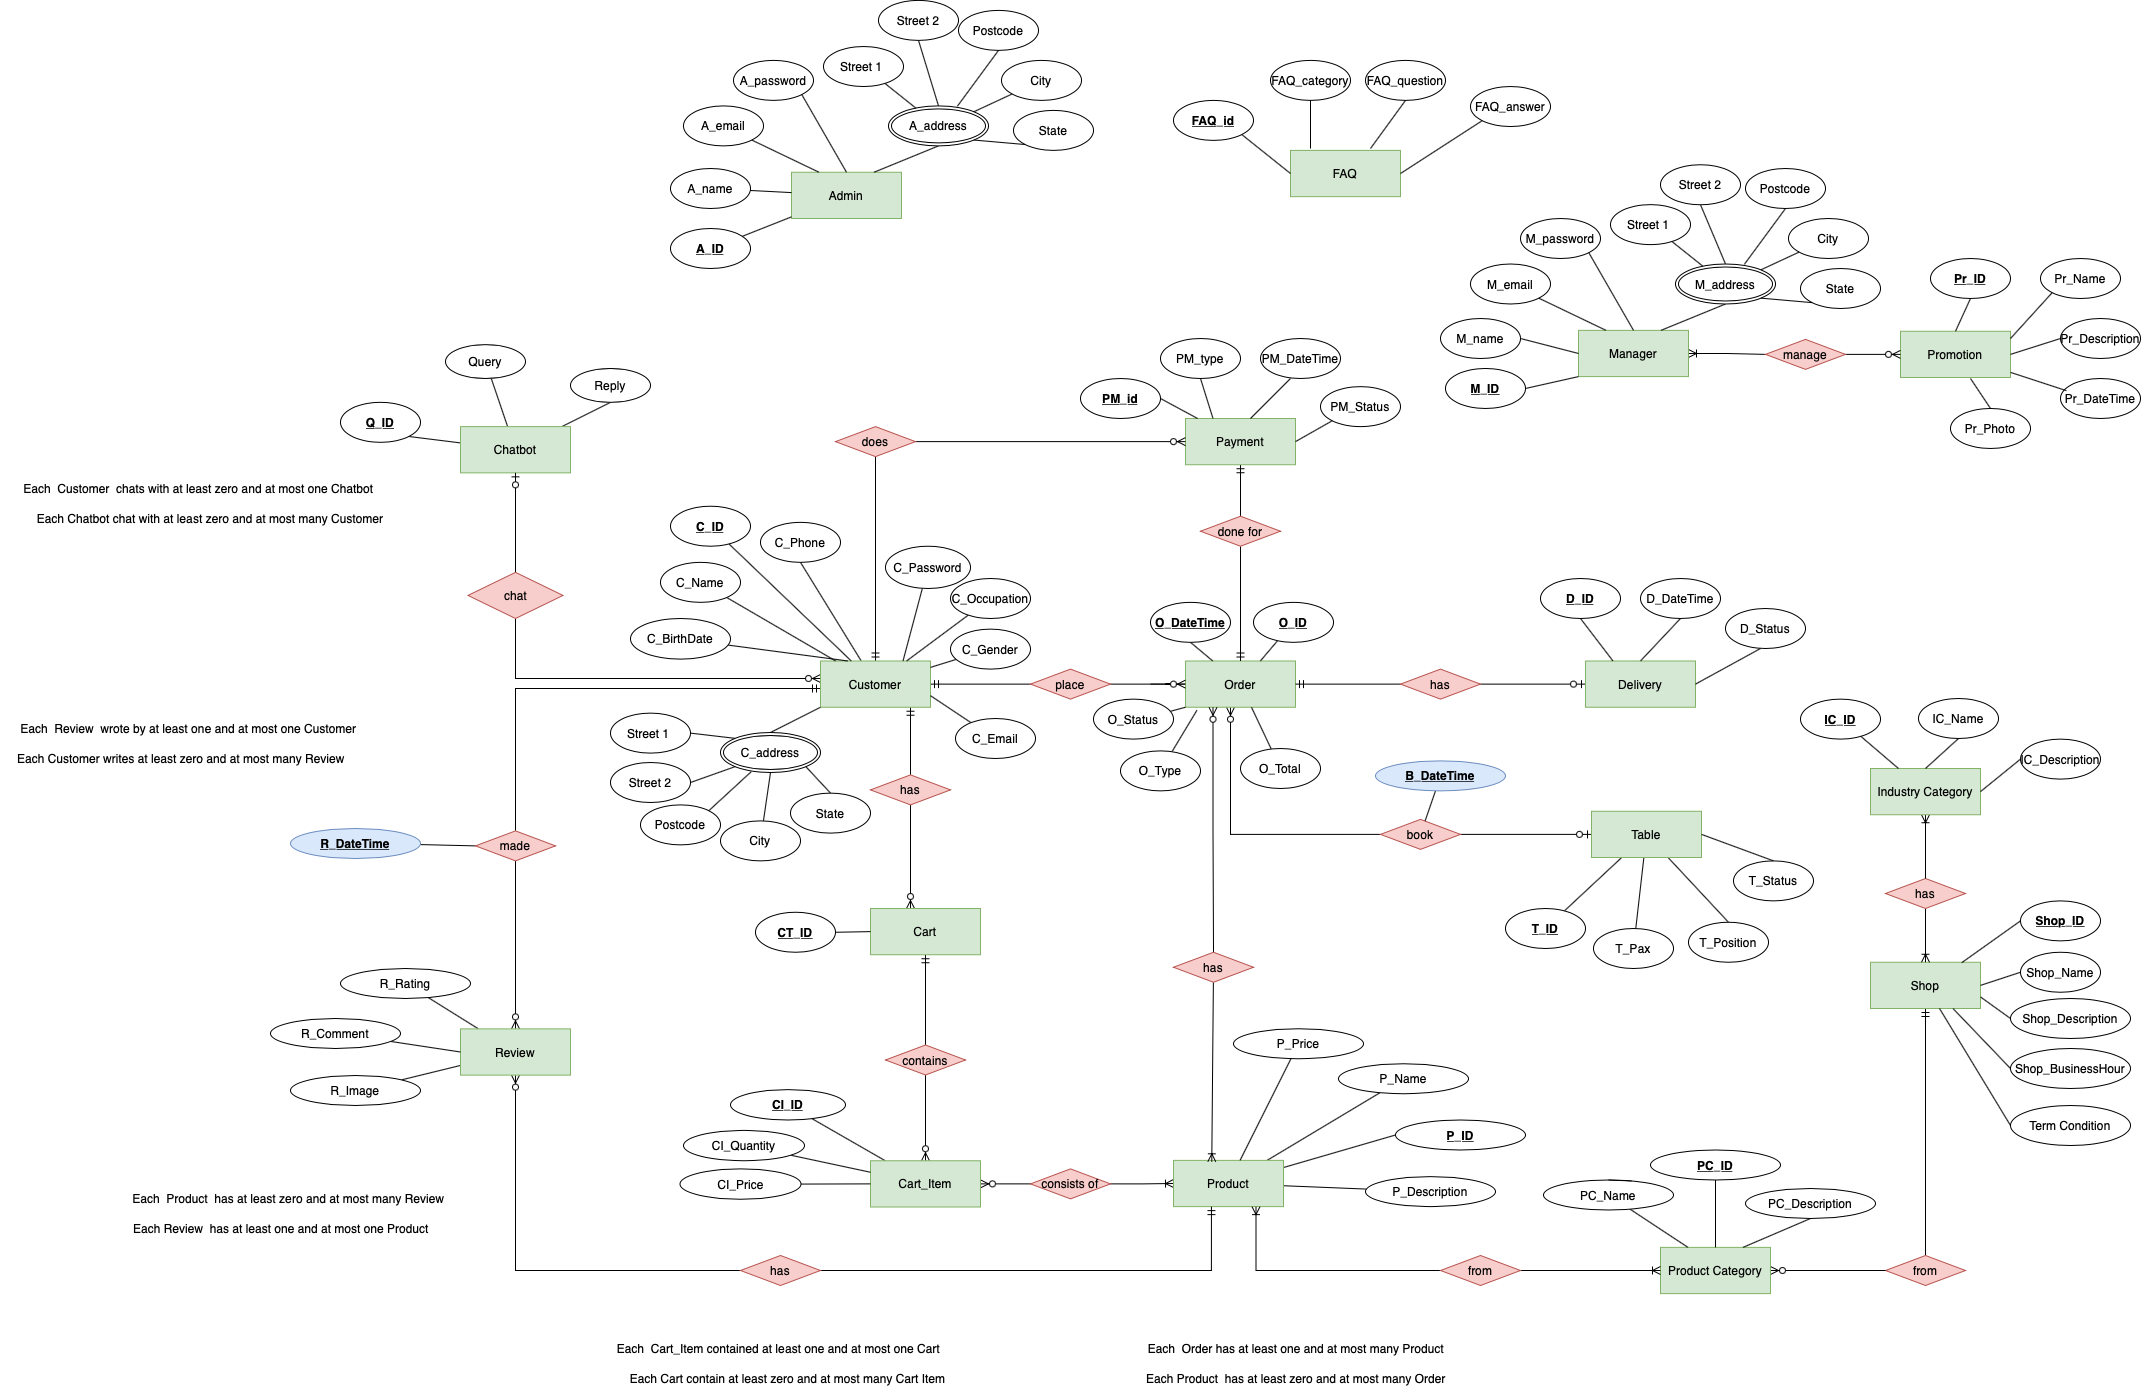 Street 2
Postcode
Street 1
City
A_password
A_address
State
A_email
A_name
Admin
A_ID
FAQ_category
FAQ_question
FAQ_id
FAQ_answer
FAQ
Street 2
Postcode
Street 1
City
M_password
M_address
State
M_email
M_name
Manager
M_ID
manage
Pr_ID
Pr_Name
Pr_Description
Promotion
Pr_DateTime
Pr_Photo
Query
Reply
Q_ID
Chatbot
PM_type
PM_DateTime
PM_id
PM_Status
Payment
does
Each Customer chats with at least zero and at most one Chatbot
Each Chatbot chat with at least zero and at most many Customer
chat
done for
C_ID
C_Phone
C_Password
C_Name
C_Occupation
C_BirthDate
C_Gender
Customer
C_Email
Street 1
C_address
Street 2
Postcode
City
State
place
O_DateTime
O_ID
Order
O_Status
O_Type
O_Total
has
D_ID
D_DateTime
D_Status
Delivery
Each Review wrote by at least one and at most one Customer
Each Customer writes at least zero and at most many Review
has
B_DateTime
book
Table
T_Status
T_ID
T_Pax
T_Position
IC_ID
IC_Name
IC_Description
Industry Category
has
R_DateTime
made
CT_ID
Cart
has
Shop_ID
Shop_Name
Shop
Shop_Description
Shop_BusinessHour
Term Condition
R_Rating
R_Comment
Review
R_Image
contains
P_Price
P_Name
P_ID
P_Description
Product
CI_ID
CI_Quantity
CI_Price
Cart_Item
consists of
PC_ID
PC_Name
PC_Description
Product Category
Each Product has at least zero and at most many Review
Each Review has at least one and at most one Product
has
from
from
Each Cart_Item contained at least one and at most one Cart
Each Cart contain at least zero and at most many Cart Item
Each Order has at least one and at most many Product
Each Product has at least zero and at most many Order